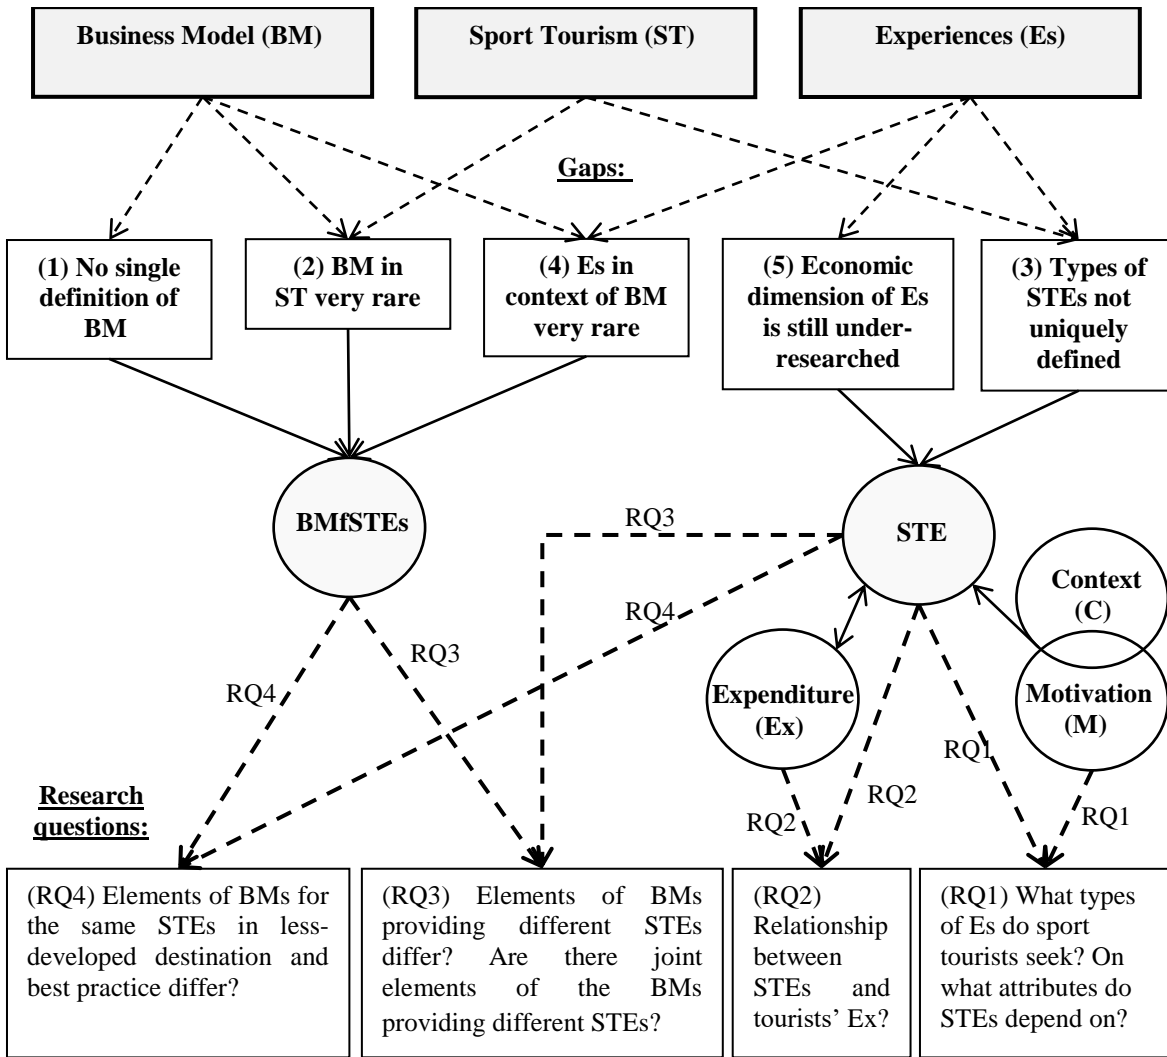 Business Model (BM)
Sport Tourism (ST)
Experiences (Es)
Gaps:
(1) No single
definition of
BM
(2) BM in
ST very rare
(4) Es in
context of BM
very rare
(5) Economic
dimension of Es
is still under-
researched
(3) Types of
STEs not
uniquely
defined
BMfSTEs
STE
Context
(C)
Motivation
(M)
Expenditure
(Ex)
RQ3
RQ4
RQ3
RQ4
RQ1
RQ2
RQ2
RQ1
Research
questions:
(RQ4) Elements of BMs for
the same STEs in less-
developed destination and
best practice differ?
(RQ3) Elements of BMs
providing different STEs
differ? Are there joint
elements of the BMs
providing different STEs?
(RQ2)
Relationship
between
STEs and
tourists' Ex?
(RQ1) What types
of Es do sport
tourists seek? On
what attributes do
STEs depend on?